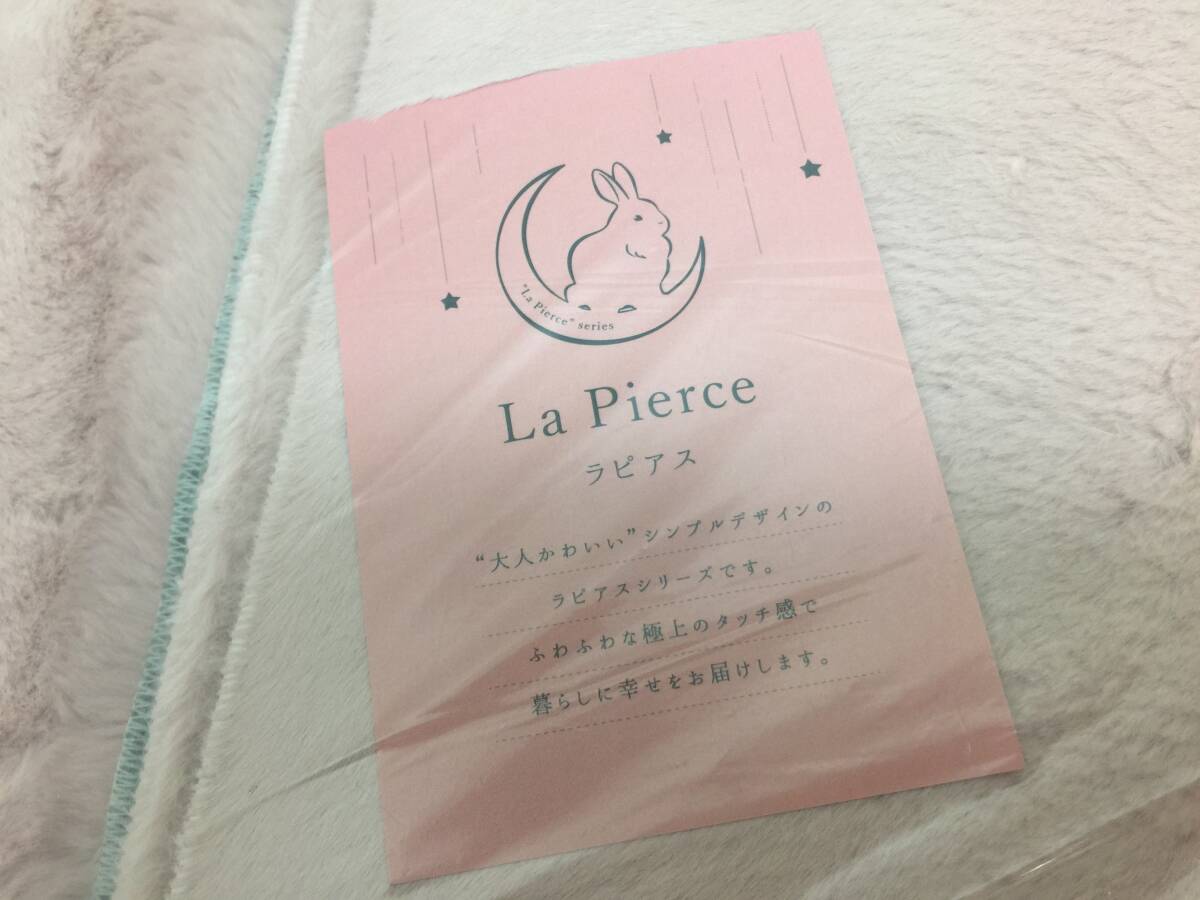 "La Pierce" series
La Pierce
ラピアス
“大人かわいい”シンプルデザインの
ラピアスシリーズです。
ふわふわな極上のタッチ感で
暮らしに幸せをお届けします。